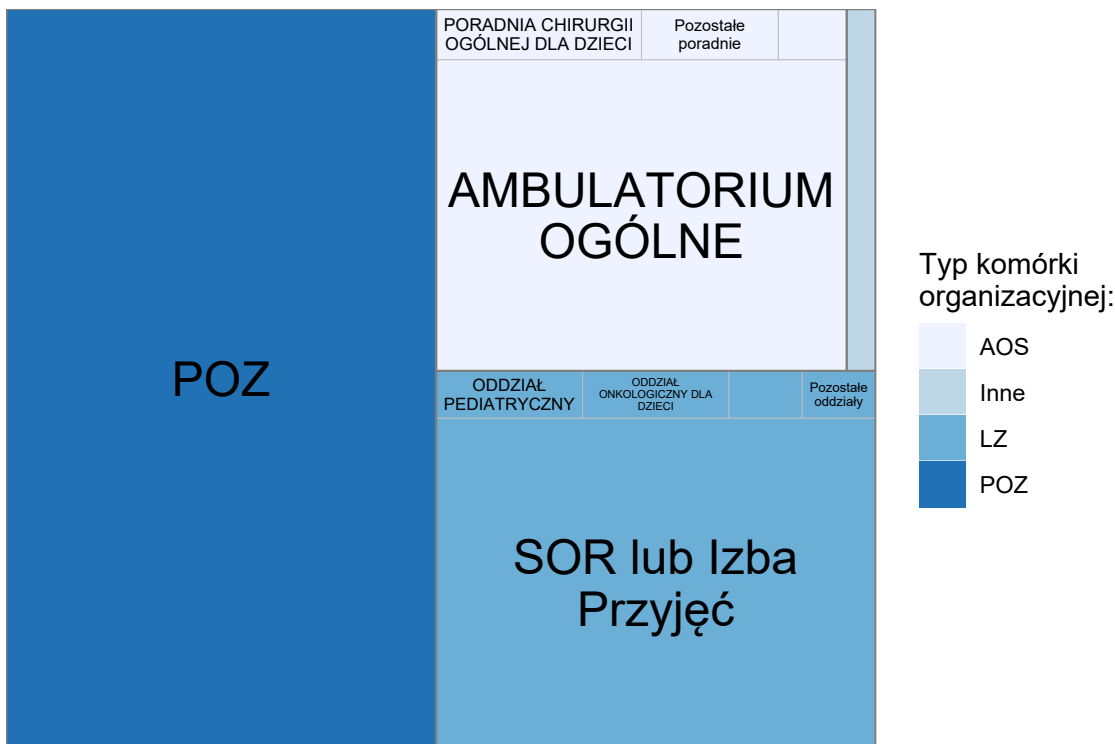 PORADNIA CHIRURGII
OGÓLNEJ DLA DZIECI
Pozostałe
poradnie
AMBULATORIUM
OGÓLNE
POZ
ODDZIAŁ
PEDIATRYCZNY
ODDZIAŁ
ONKOLOGICZNY DLA
DZIECI
Pozostałe
oddziały
SOR lub Izba
Przyjęć
Typ komórki
organizacyjnej:
AOS
Inne
LZ
POZ